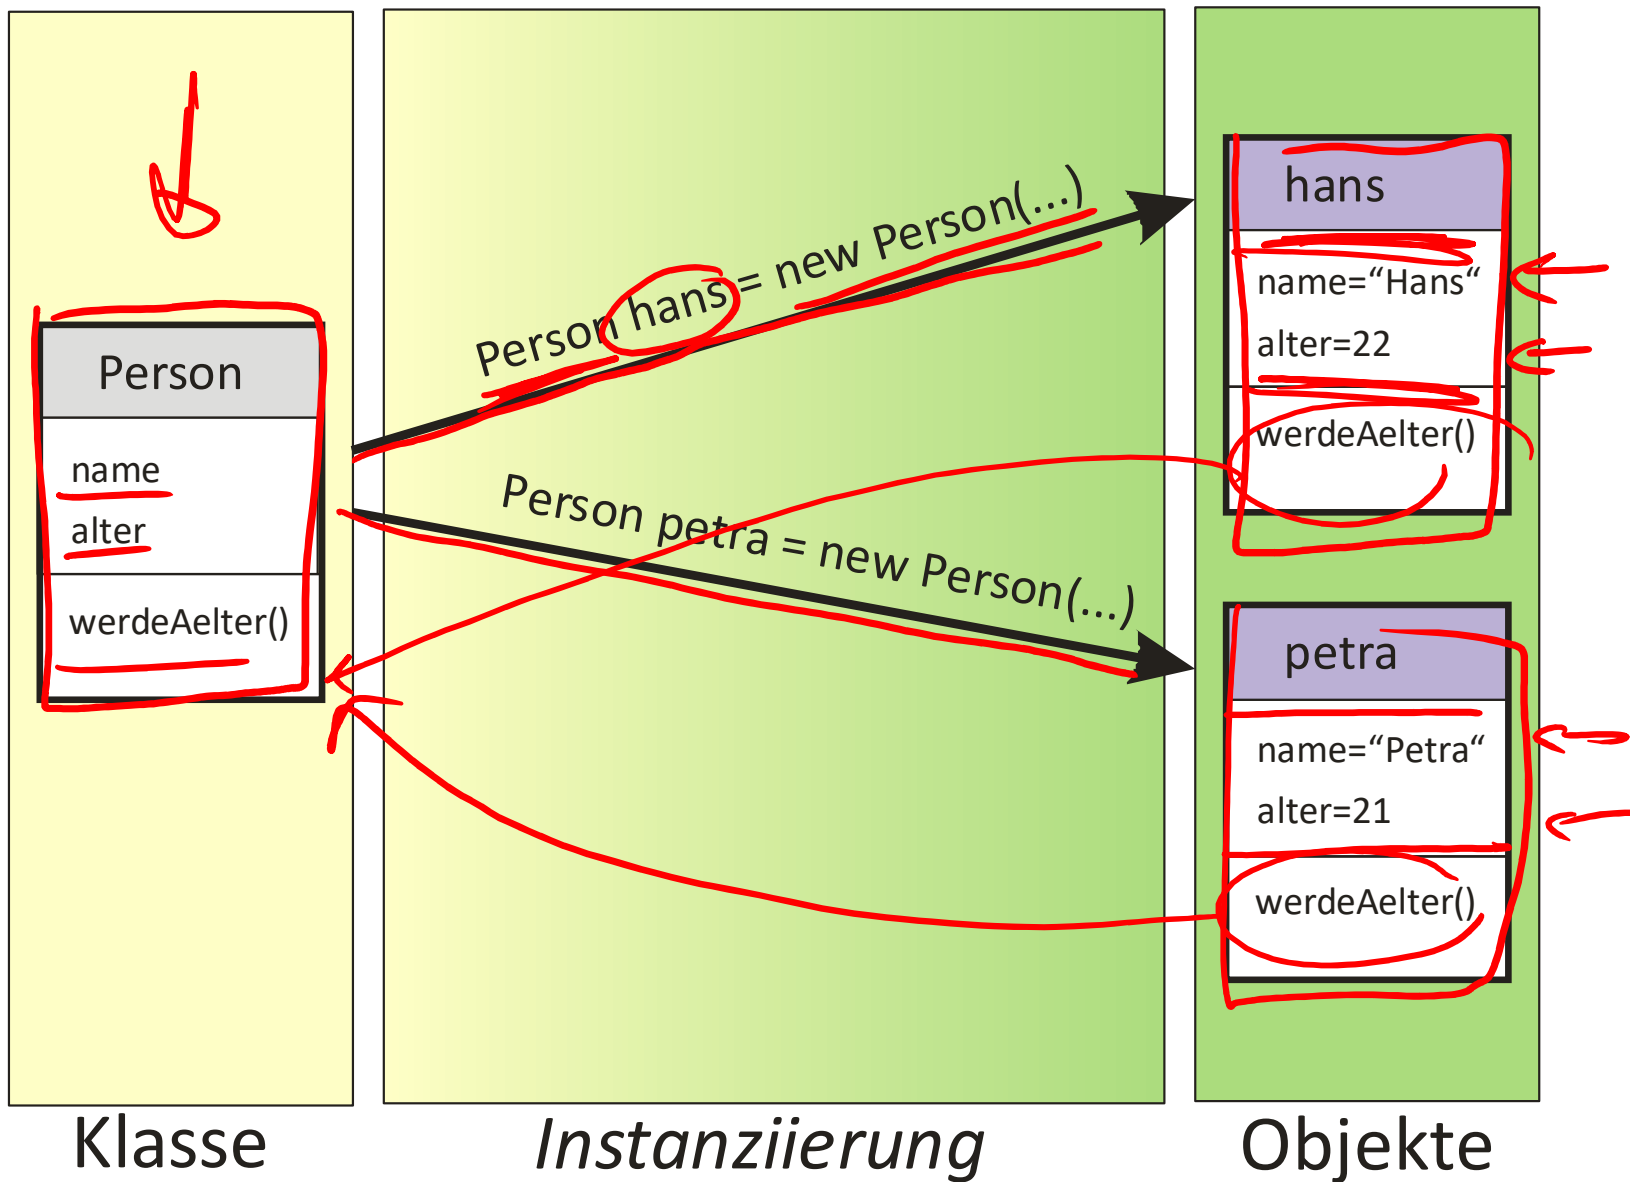 Person
name
alter
werdeAelter()
Person hans = new Person(...)
Person petra = new Person(...)
hans
name=“Hans“
alter=22
werdeAelter()
petra
name=“Petra“
alter=21
werdeAelter()
Klasse
Instanziierung
Objekte